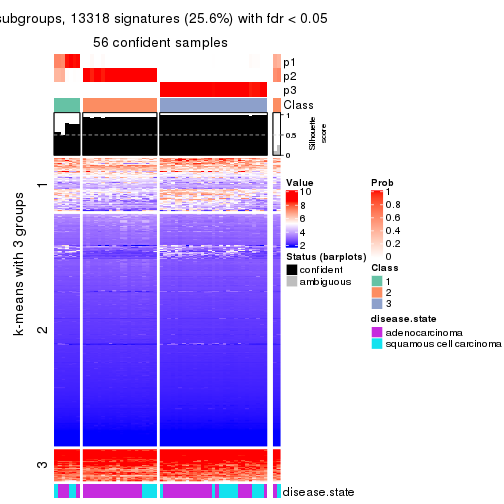 subgroups, 13318 signatures (25.6%) with fdr < 0.05
56 confident samples
p1
p2
p3
Class
1
0.5
0
Silhouette
score
k-means with 3 groups
1
2
3
disease.state
Value
10
8
6
4
2
Status (barplots)
confident
ambiguous
Prob
1
0.8
0.6
0.4
0.2
0
Class
1
2
3
disease.state
adenocarcinoma
squamous cell carcinoma